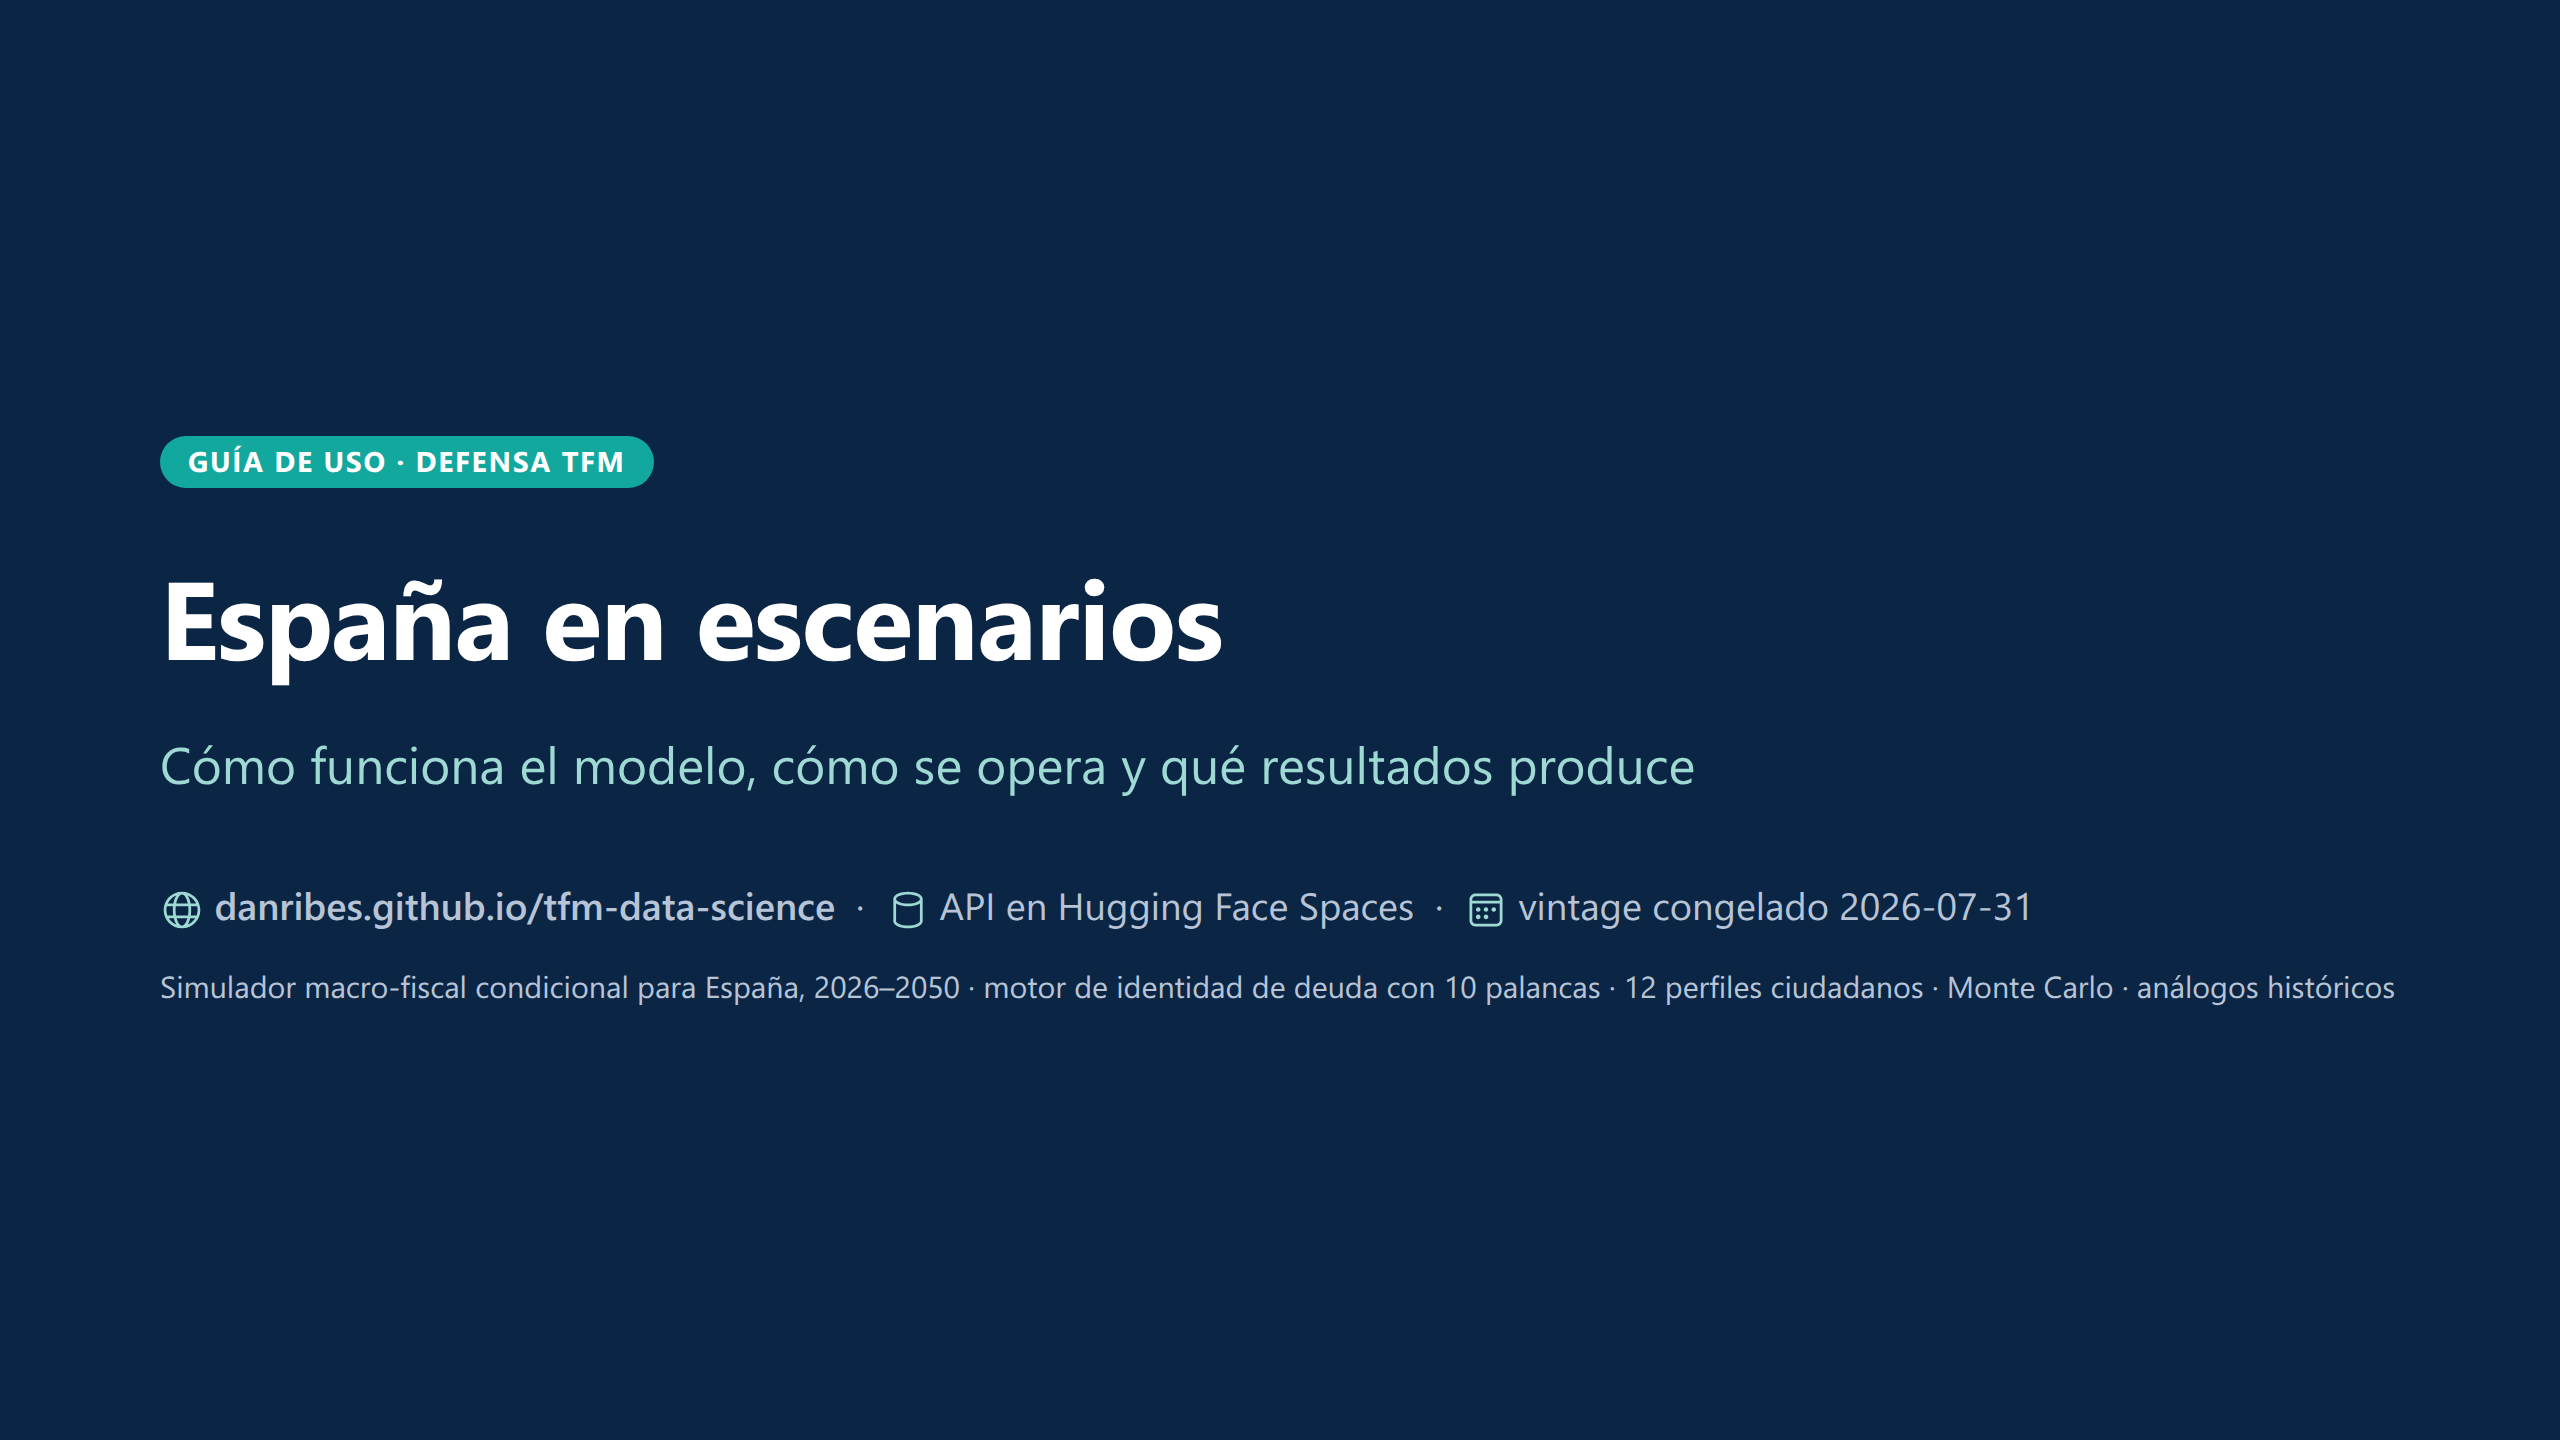 GUÍA DE USO · DEFENSA TFM
España en escenarios
Cómo funciona el modelo, cómo se opera y qué resultados produce
danribes.github.io/tfm-data-science · API en Hugging Face Spaces · vintage congelado 2026-07-31
Simulador macro-fiscal condicional para España, 2026–2050 · motor de identidad de deuda con 10 palancas · 12 perfiles ciudadanos · Monte Carlo · análogos históricos